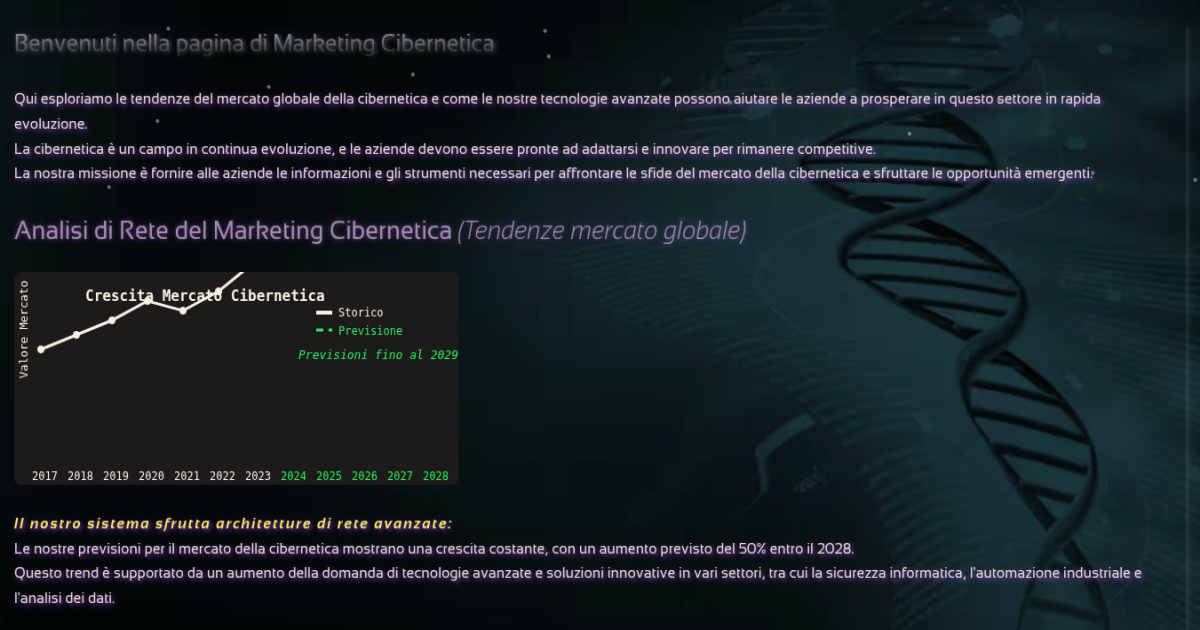 Benvenuti nella pagina di Marketing Cibernetica
Qui esploriamo le tendenze del mercato globale della cibernetica e come le nostre tecnologie avanzate possono aiutare le aziende a prosperare in questo settore in rapida
evoluzione.
La cibernetica è un campo in continua evoluzione, e le aziende devono essere pronte ad adattarsi e innovare per rimanere competitive.
La nostra missione è fornire alle aziende le informazioni e gli strumenti necessari per affrontare le sfide del mercato della cibernetica e sfruttare le opportunità emergenti.
Analisi di Rete del Marketing Cibernetica (Tendenze mercato globale)
Crescita Mercato Cibernetica
Valore Mercato
Storico
Previsione
Previsioni fino al 2029
2017 2018 2019 2020 2021 2022 2023 2024 2025 2026 2027 2028
Il nostro sistema sfrutta architetture di rete avanzate:
Le nostre previsioni per il mercato della cibernetica mostrano una crescita costante, con un aumento previsto del 50% entro il 2028.
Questo trend è supportato da un aumento della domanda di tecnologie avanzate e soluzioni innovative in vari settori, tra cui la sicurezza informatica, l'automazione industriale e
l'analisi dei dati.